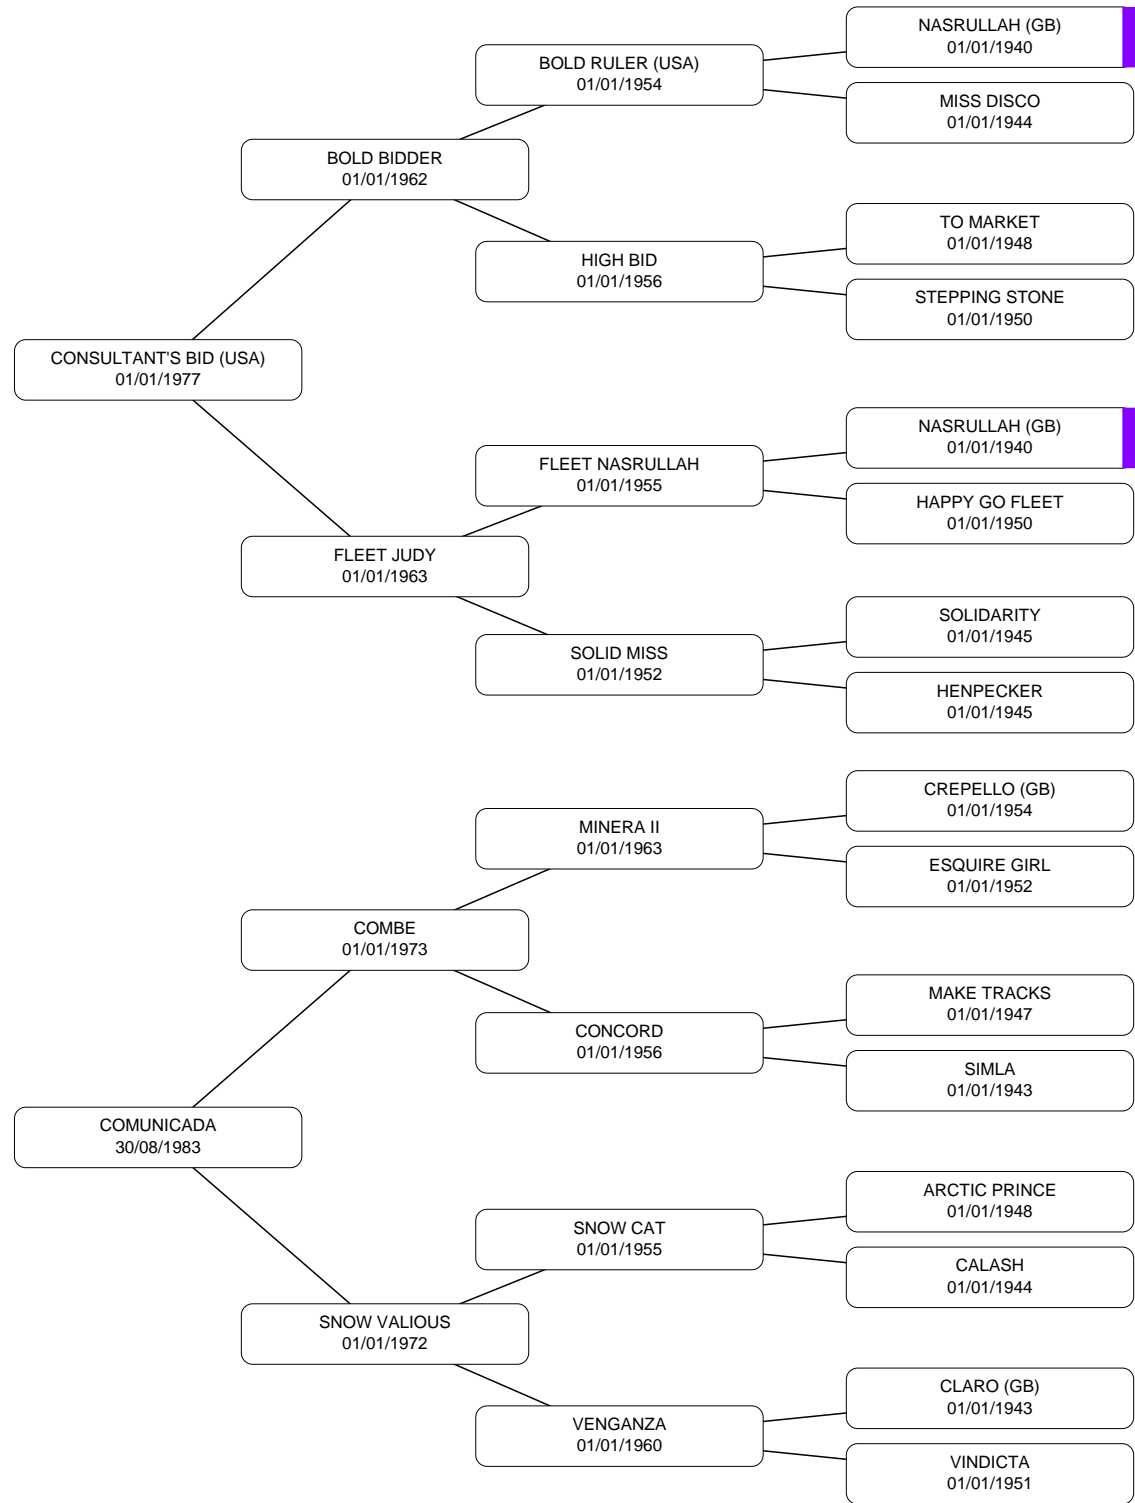 NASRULLAH (GB)
01/01/1940
BOLD RULER (USA)
01/01/1954
MISS DISCO
01/01/1944
BOLD BIDDER
01/01/1962
TO MARKET
01/01/1948
HIGH BID
01/01/1956
STEPPING STONE
01/01/1950
CONSULTANT'S BID (USA)
01/01/1977
NASRULLAH (GB)
01/01/1940
FLEET NASRULLAH
01/01/1955
HAPPY GO FLEET
01/01/1950
FLEET JUDY
01/01/1963
SOLIDARITY
01/01/1945
SOLID MISS
01/01/1952
HENPECKER
01/01/1945
CREPELLO (GB)
01/01/1954
MINERA II
01/01/1963
ESQUIRE GIRL
01/01/1952
COMBE
01/01/1973
MAKE TRACKS
01/01/1947
CONCORD
01/01/1956
SIMLA
01/01/1943
COMUNICADA
30/08/1983
ARCTIC PRINCE
01/01/1948
SNOW CAT
01/01/1955
CALASH
01/01/1944
SNOW VALIOUS
01/01/1972
CLARO (GB)
01/01/1943
VENGANZA
01/01/1960
VINDICTA
01/01/1951